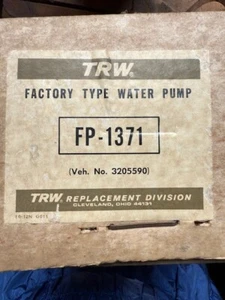 TRW
FACTORY TYPE WATER PUMP
FP-1371
(Veh. No. 3205590)
TRW REPLACEMENT DIVISION
CLEVELAND, OHIO 44131